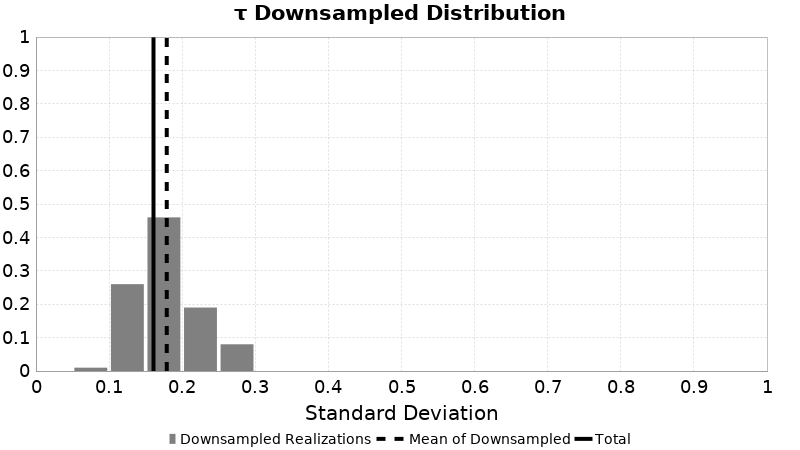 τ Downsampled Distribution
1
0.9
0.8
0.7
0.6
0.5
0.4
0.3
0.2
0.1
0
0 0.1 0.2 0.3 0.4 0.5 0.6 0.7 0.8 0.9 1
Standard Deviation
Downsampled Realizations Mean of Downsampled Total